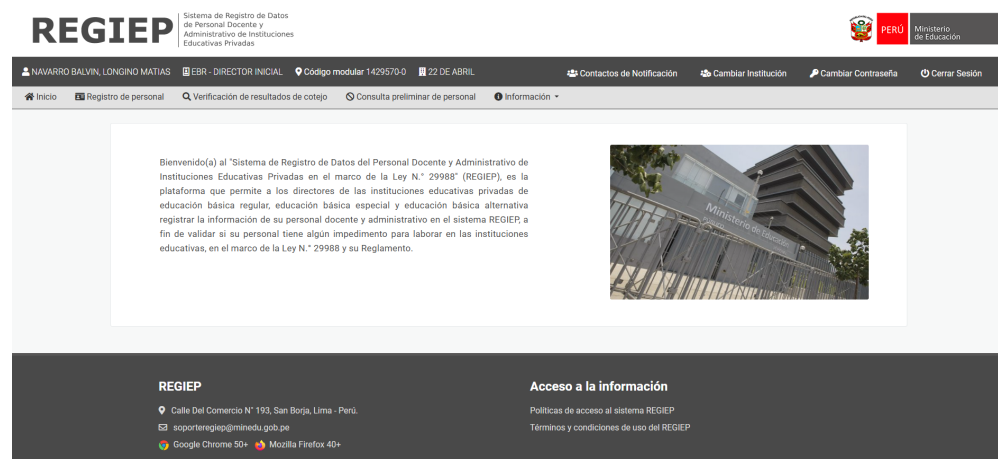 REGIEP
Sistema de Registro de Datos
de Personal Docente y
Administrativo de Instituciones
Educativas Privadas
PERÚ
Ministerio
de Educación
NAVARRO BALVIN, LONGINO MATIAS EBR - DIRECTOR INICIAL Código modular 1429570-0 22 DE ABRIL Contactos de Notificación Cambiar Institución Cambiar Contraseña Cerrar Sesión
Inicio Registro de personal Verificación de resultados de cotejo Consulta preliminar de personal Información
Bienvenido(a) al "Sistema de Registro de Datos del Personal Docente y Administrativo de
Instituciones Educativas Privadas en el marco de la Ley N.° 29988" (REGIEP), es la
plataforma que permite a los directores de las instituciones educativas privadas de
educación básica regular, educación básica especial y educación básica alternativa
registrar la información de su personal docente y administrativo en el sistema REGIEP, a
fin de validar si su personal tiene algún impedimento para laborar en las instituciones
educativas, en el marco de la Ley N.° 29988 y su Reglamento.
Ministerio de Educación
REGIEP
Calle Del Comercio N° 193, San Borja, Lima - Perú.
soporteregiep@minedu.gob.pe
Google Chrome 50+ Mozilla Firefox 40+
Acceso a la información
Políticas de acceso al sistema REGIEP
Términos y condiciones de uso del REGIEP